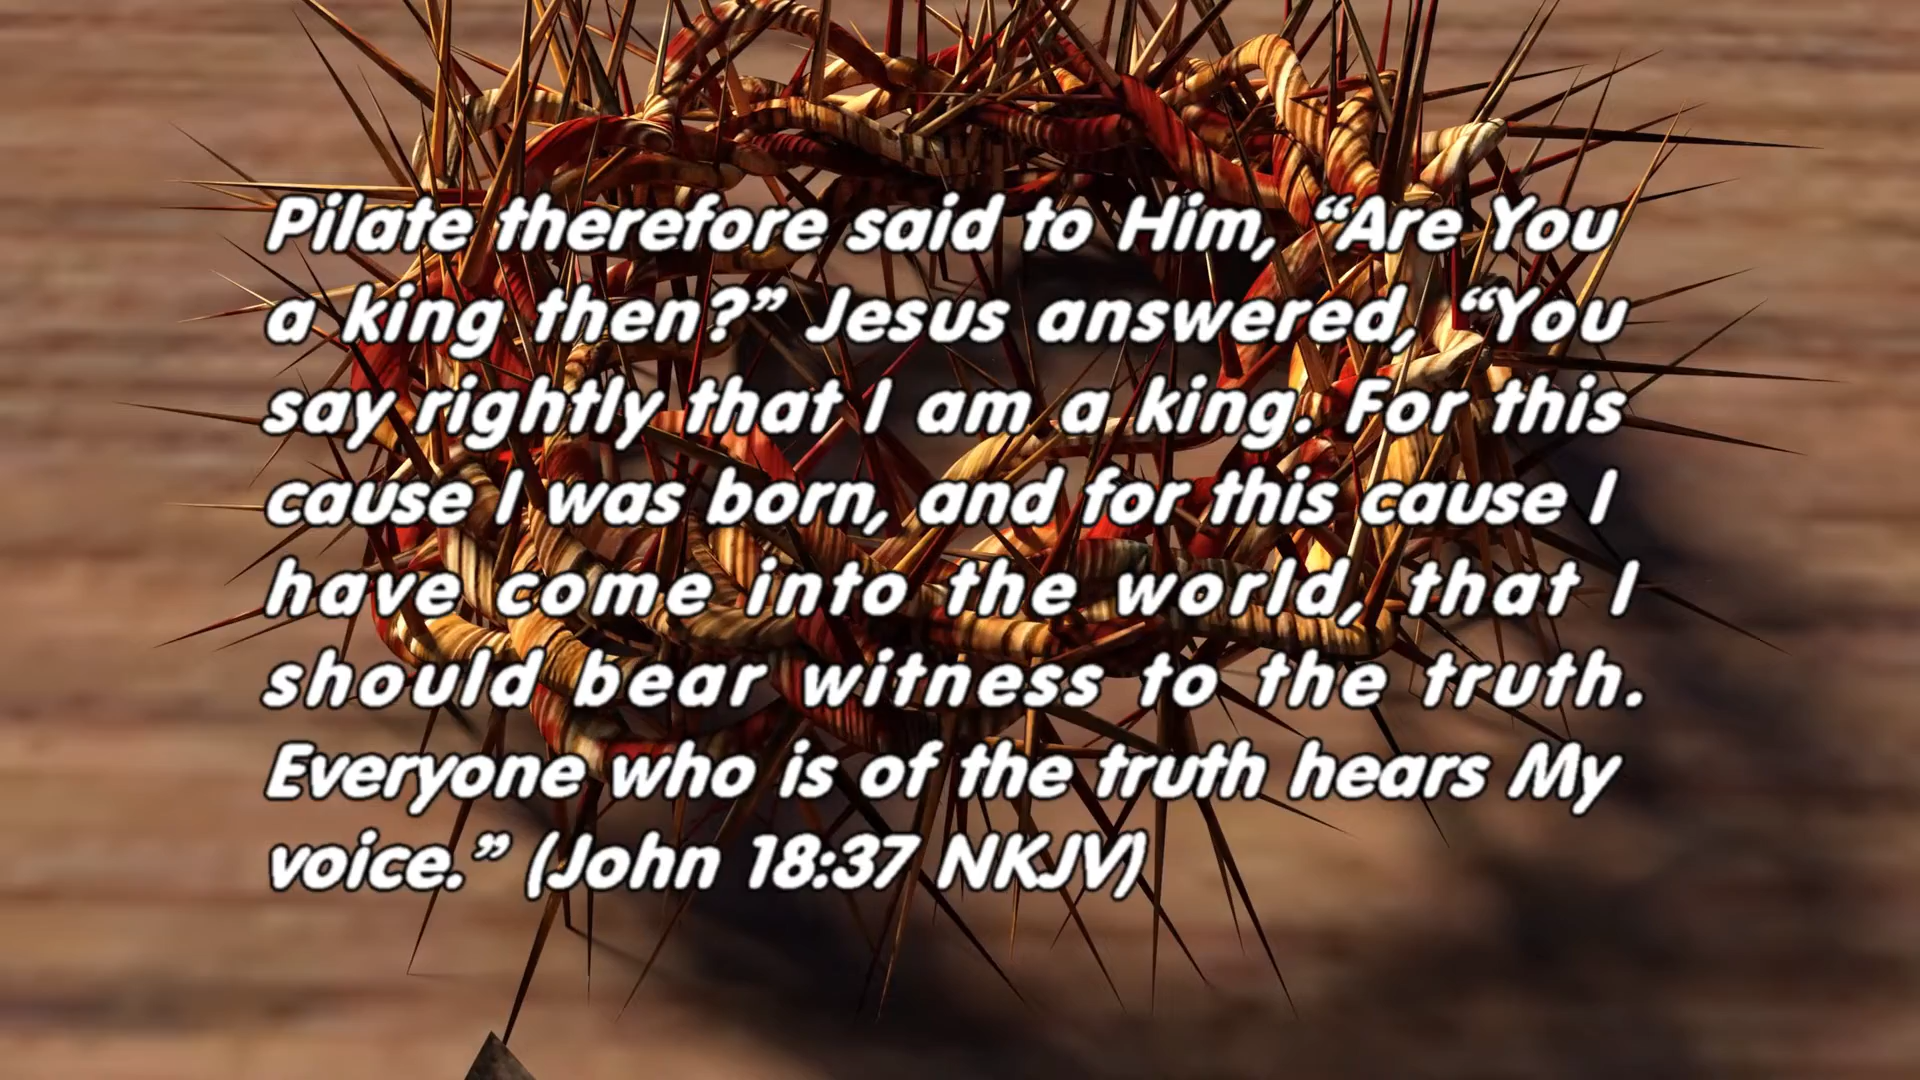 Pilate therefore said to Him, “Are You
a king then?” Jesus answered, “You
say rightly that I am a king. For this
cause I was born, and for this cause I
have come into the world, that I
should bear witness to the truth.
Everyone who is of the truth hears My
voice.” (John 18:37 NKJV)